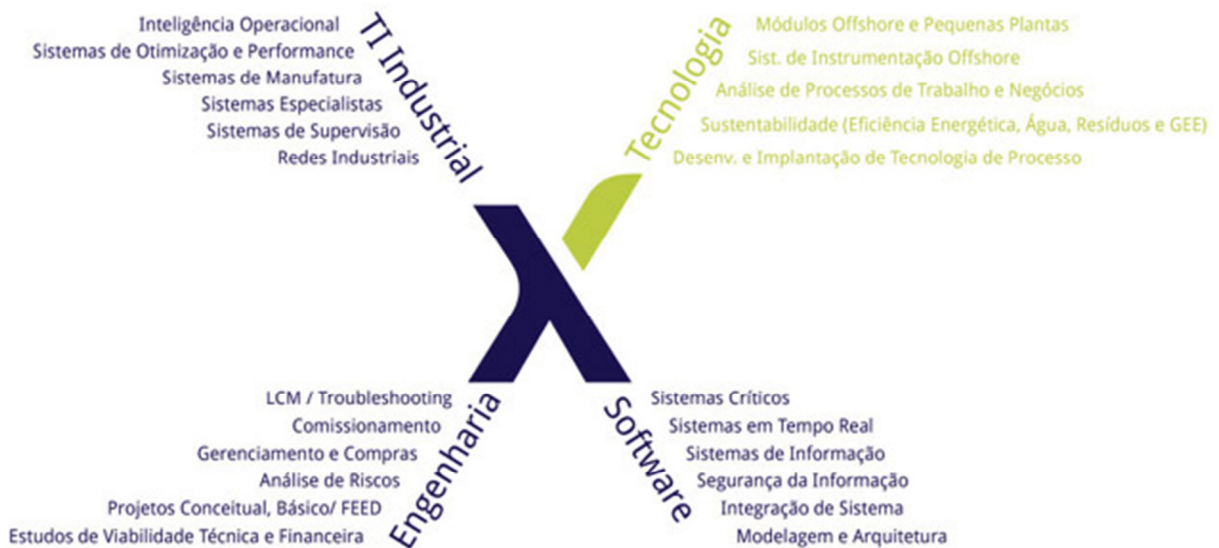 TI Industrial
Inteligência Operacional
Sistemas de Otimização e Performance
Sistemas de Manufatura
Sistemas Especialistas
Sistemas de Supervisão
Redes Industriais
Tecnologia
Módulos Offshore e Pequenas Plantas
Sist. de Instrumentação Offshore
Análise de Processos de Trabalho e Negócios
Sustentabilidade (Eficiência Energética, Água, Resíduos e GEE)
Desenv. e Implantação de Tecnologia de Processo
Engenharia
LCM / Troubleshooting
Comissionamento
Gerenciamento e Compras
Análise de Riscos
Projetos Conceitual, Básico/ FEED
Estudos de Viabilidade Técnica e Financeira
Software
Sistemas Críticos
Sistemas em Tempo Real
Sistemas de Informação
Segurança da Informação
Integração de Sistema
Modelagem e Arquitetura